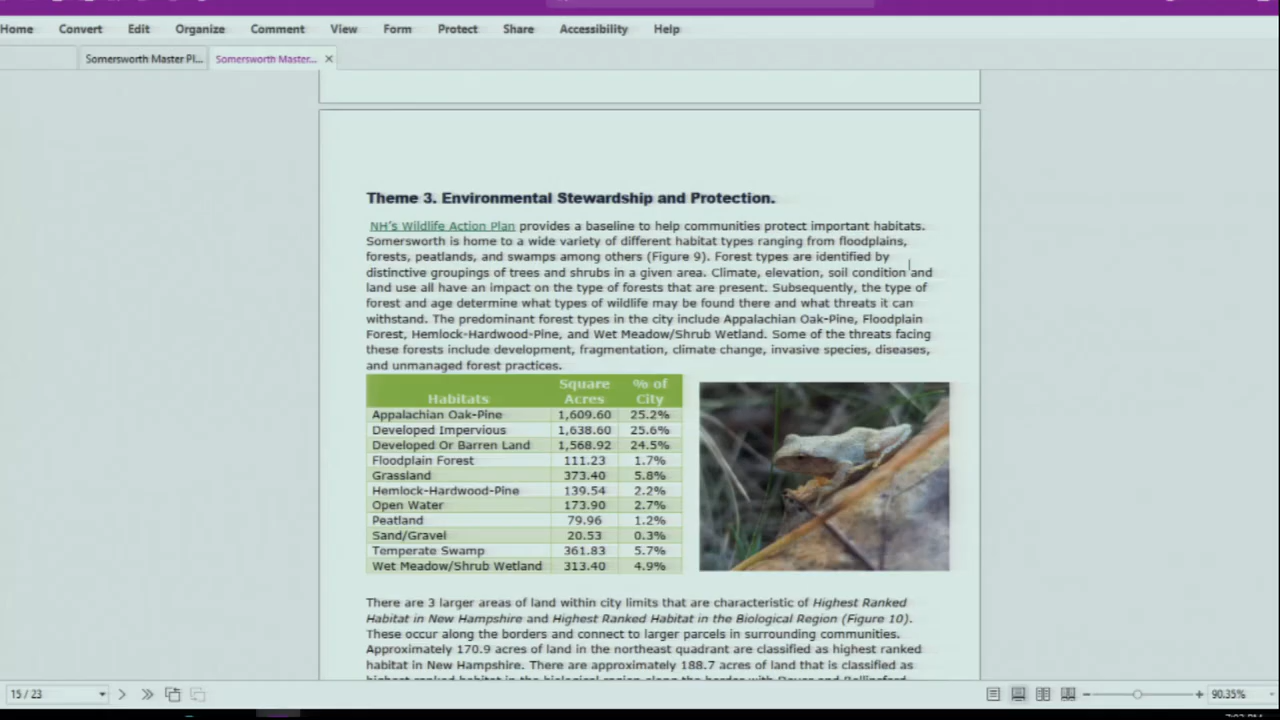 Home Convert Edit Organize Comment View Form Protect Share Accessibility Help
Somersworth Master Pl... Somersworth Master...
Theme 3. Environmental Stewardship and Protection.
NH's Wildlife Action Plan provides a baseline to help communities protect important habitats.
Somersworth is home to a wide variety of different habitat types ranging from floodplains,
forests, peatlands, and swamps among others (Figure 9). Forest types are identified by
distinctive groupings of trees and shrubs in a given area. Climate, elevation, soil condition and
land use all have an impact on the type of forests that are present. Subsequently, the type of
forest and age determine what types of wildlife may be found there and what threats it can
withstand. The predominant forest types in the city include Appalachian Oak-Pine, Floodplain
Forest, Hemlock-Hardwood-Pine, and Wet Meadow/Shrub Wetland. Some of the threats facing
these forests include development, fragmentation, climate change, invasive species, diseases,
and unmanaged forest practices.
Habitats Square Acres % of City
Appalachian Oak-Pine 1,609.60 25.2%
Developed Impervious 1,638.60 25.6%
Developed Or Barren Land 1,568.92 24.5%
Floodplain Forest 111.23 1.7%
Grassland 373.40 5.8%
Hemlock-Hardwood-Pine 139.54 2.2%
Open Water 173.90 2.7%
Peatland 79.96 1.2%
Sand/Gravel 20.53 0.3%
Temperate Swamp 361.83 5.7%
Wet Meadow/Shrub Wetland 313.40 4.9%
There are 3 larger areas of land within city limits that are characteristic of Highest Ranked
Habitat in New Hampshire and Highest Ranked Habitat in the Biological Region (Figure 10).
These occur along the borders and connect to larger parcels in surrounding communities.
Approximately 170.9 acres of land in the northeast quadrant are classified as highest ranked
habitat in New Hampshire. There are approximately 188.7 acres of land that is classified as
highest ranked habitat in the biological region along the border with Dover and Rollinsford
15 / 23 90.35%